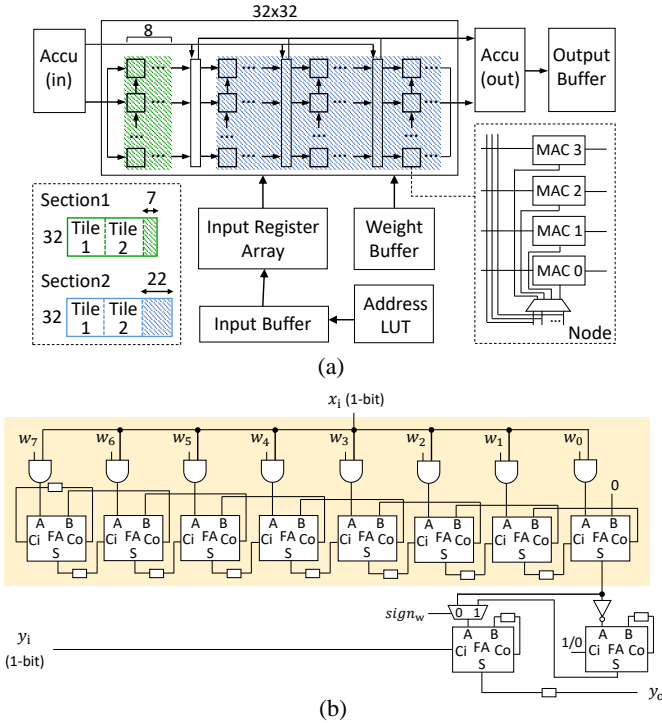 32x32
8
Accu
(in)
Accu
(out)
Output
Buffer
MAC 3
MAC 2
MAC 1
MAC 0
...
Node
Section1
7
32
Tile
1
Tile
2
Section2
22
32
Tile
1
Tile
2
Input Register
Array
Weight
Buffer
Input Buffer
Address
LUT
(a)
x_i (1-bit)
w_7 w_6 w_5 w_4 w_3 w_2 w_1 w_0
0
A B A B A B A B A B A B A B A B
Ci FA Co Ci FA Co Ci FA Co Ci FA Co Ci FA Co Ci FA Co Ci FA Co Ci FA Co
S S S S S S S S
sign_w
0 1
y_i
(1-bit)
A B
Ci FA Co
S
1/0
A B
Ci FA Co
S
y_o
(b)